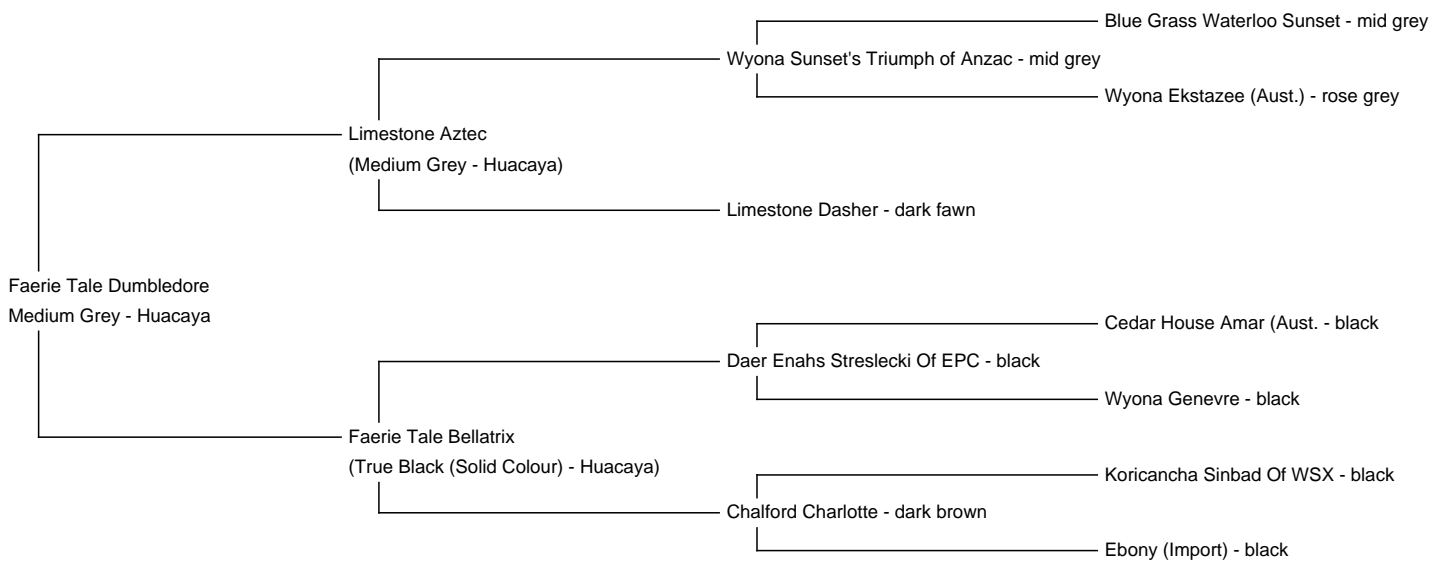 Blue Grass Waterloo Sunset - mid grey
Wyona Sunset's Triumph of Anzac - mid grey
Wyona Ekstazee (Aust.) - rose grey
Limestone Aztec
(Medium Grey - Huacaya)
Limestone Dasher - dark fawn
Faerie Tale Dumbledore
Medium Grey - Huacaya
Cedar House Amar (Aust. - black
Daer Enahs Streslecki Of EPC - black
Wyona Genevre - black
Faerie Tale Bellatrix
(True Black (Solid Colour) - Huacaya)
Koricancha Sinbad Of WSX - black
Chalford Charlotte - dark brown
Ebony (Import) - black